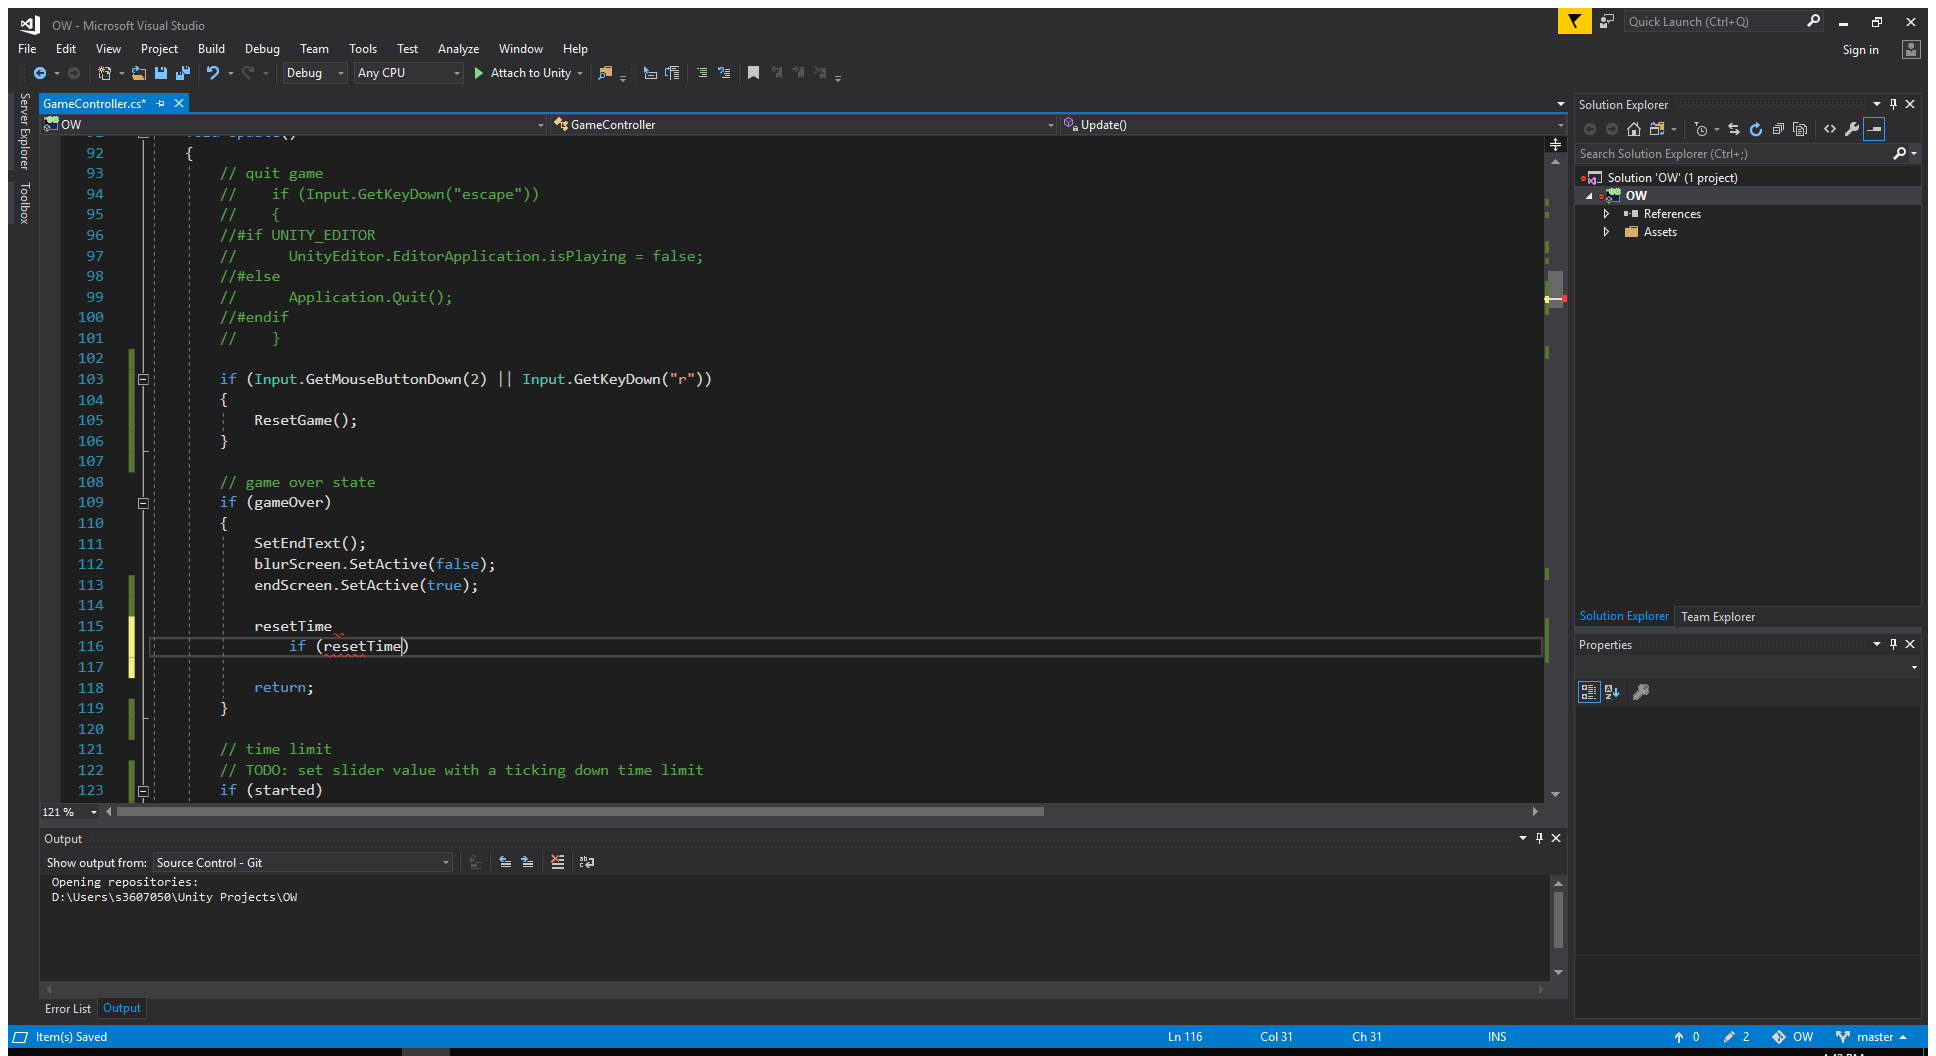 OW - Microsoft Visual Studio
Quick Launch (Ctrl+Q)
File Edit View Project Build Debug Team Tools Test Analyze Window Help
Sign in
Debug Any CPU Attach to Unity
Server Explorer
Toolbox
GameController.cs*
OW GameController Update()
92 {
93 // quit game
94 //    if (Input.GetKeyDown("escape"))
95 //    {
96 //#if UNITY_EDITOR
97 //      UnityEditor.EditorApplication.isPlaying = false;
98 //#else
99 //      Application.Quit();
100 //#endif
101 //    }
102
103 if (Input.GetMouseButtonDown(2) || Input.GetKeyDown("r"))
104 {
105 ResetGame();
106 }
107
108 // game over state
109 if (gameOver)
110 {
111 SetEndText();
112 blurScreen.SetActive(false);
113 endScreen.SetActive(true);
114
115 resetTime
116 if (resetTime)
117
118 return;
119 }
120
121 // time limit
122 // TODO: set slider value with a ticking down time limit
123 if (started)
121 %
Output
Show output from: Source Control - Git
Opening repositories:
D:\Users\s3607050\Unity Projects\OW
Error List Output
Solution Explorer
Search Solution Explorer (Ctrl+;)
Solution 'OW' (1 project)
OW
References
Assets
Solution Explorer Team Explorer
Properties
Item(s) Saved Ln 116 Col 31 Ch 31 INS 0 2 OW master